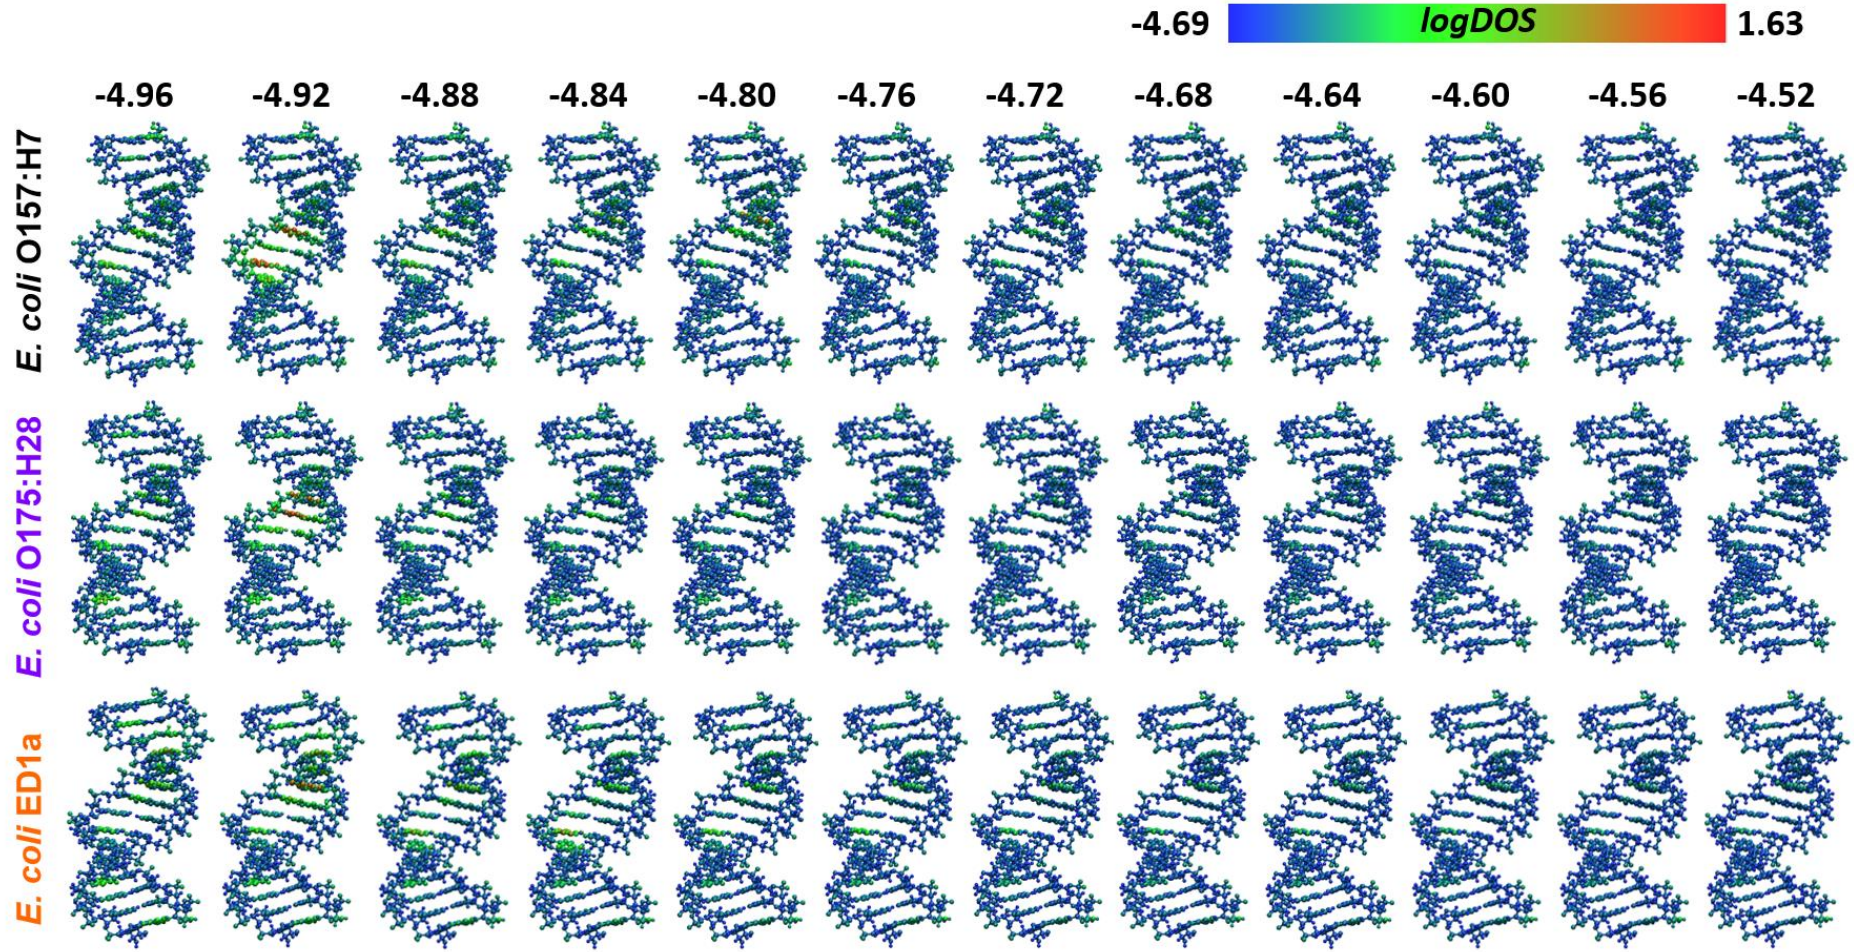 -4.69 logDOS 1.63
-4.96 -4.92 -4.88 -4.84 -4.80 -4.76 -4.72 -4.68 -4.64 -4.60 -4.56 -4.52
E. coli O157:H7
E. coli O175:H28
E. coli ED1a